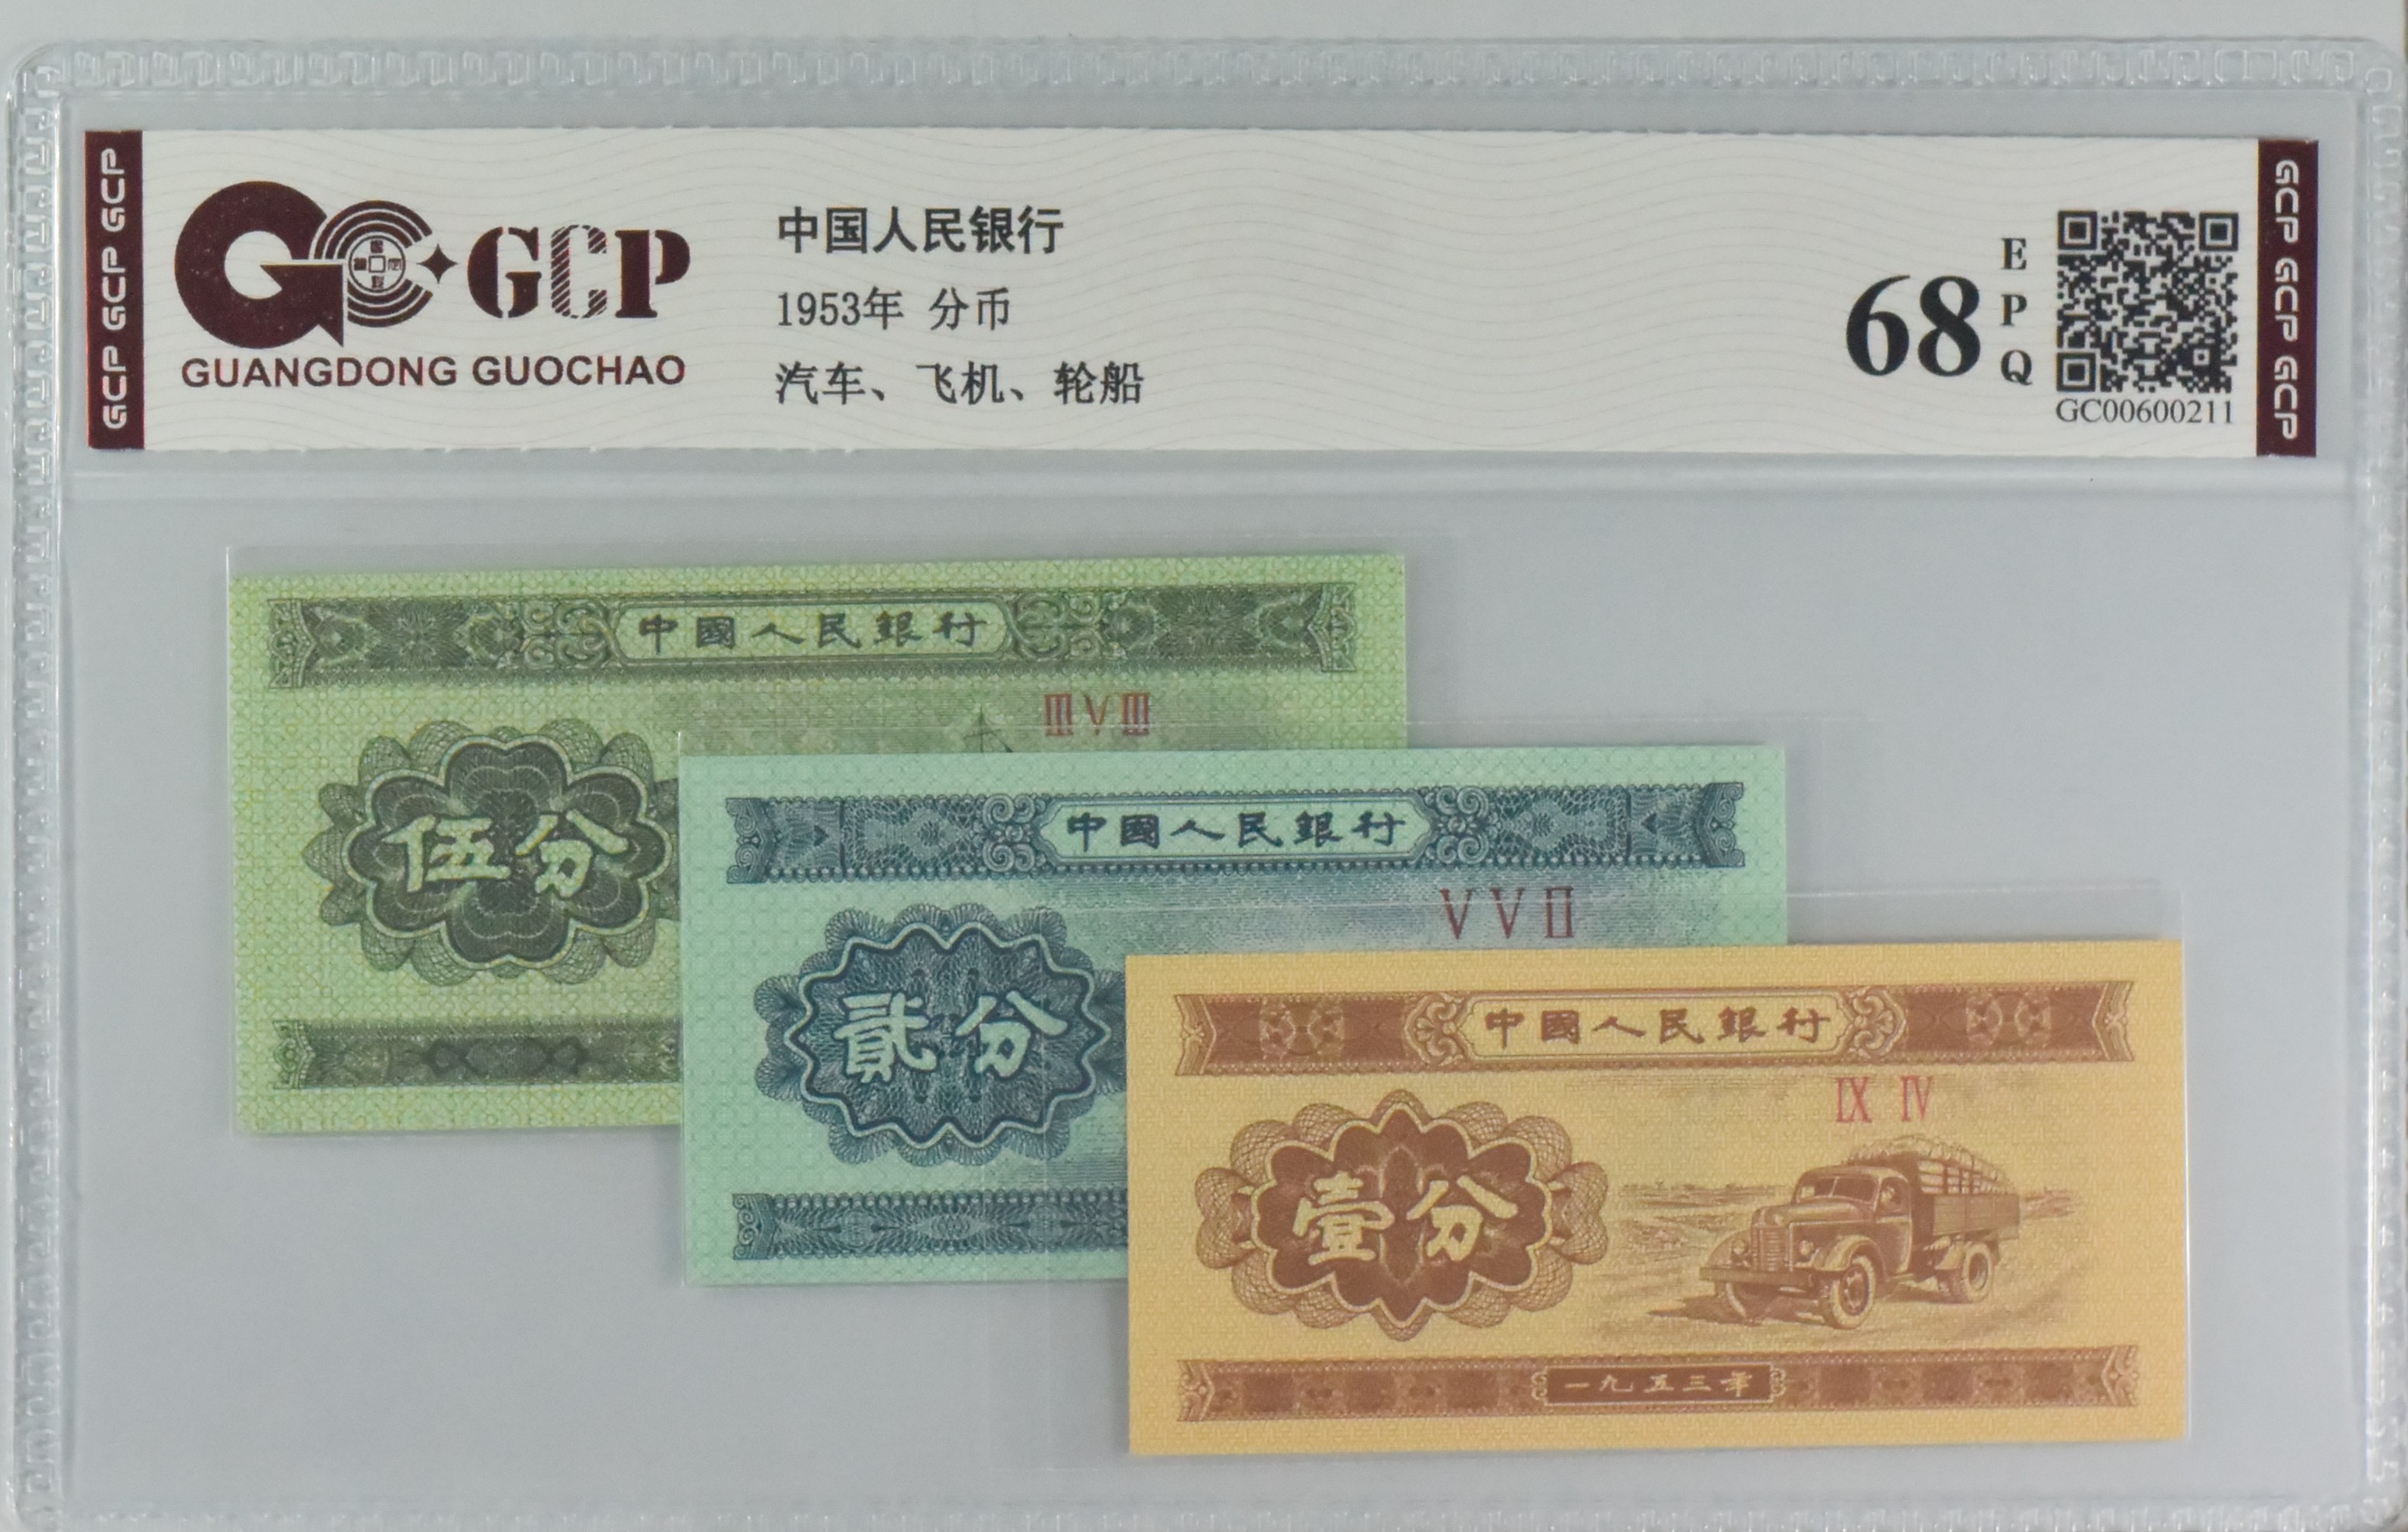 GCP GCP GCP
GCP
GUANGDONG GUOCHAO
中国人民银行
1953年 分币
汽车、飞机、轮船
68
EPQ
GC00600211
GCP GCP GCP
中國人民銀行
ⅢⅤⅢ
伍分
中國人民銀行
ⅤⅤⅡ
貳分
中國人民銀行
Ⅸ Ⅳ
壹分
一九五三年